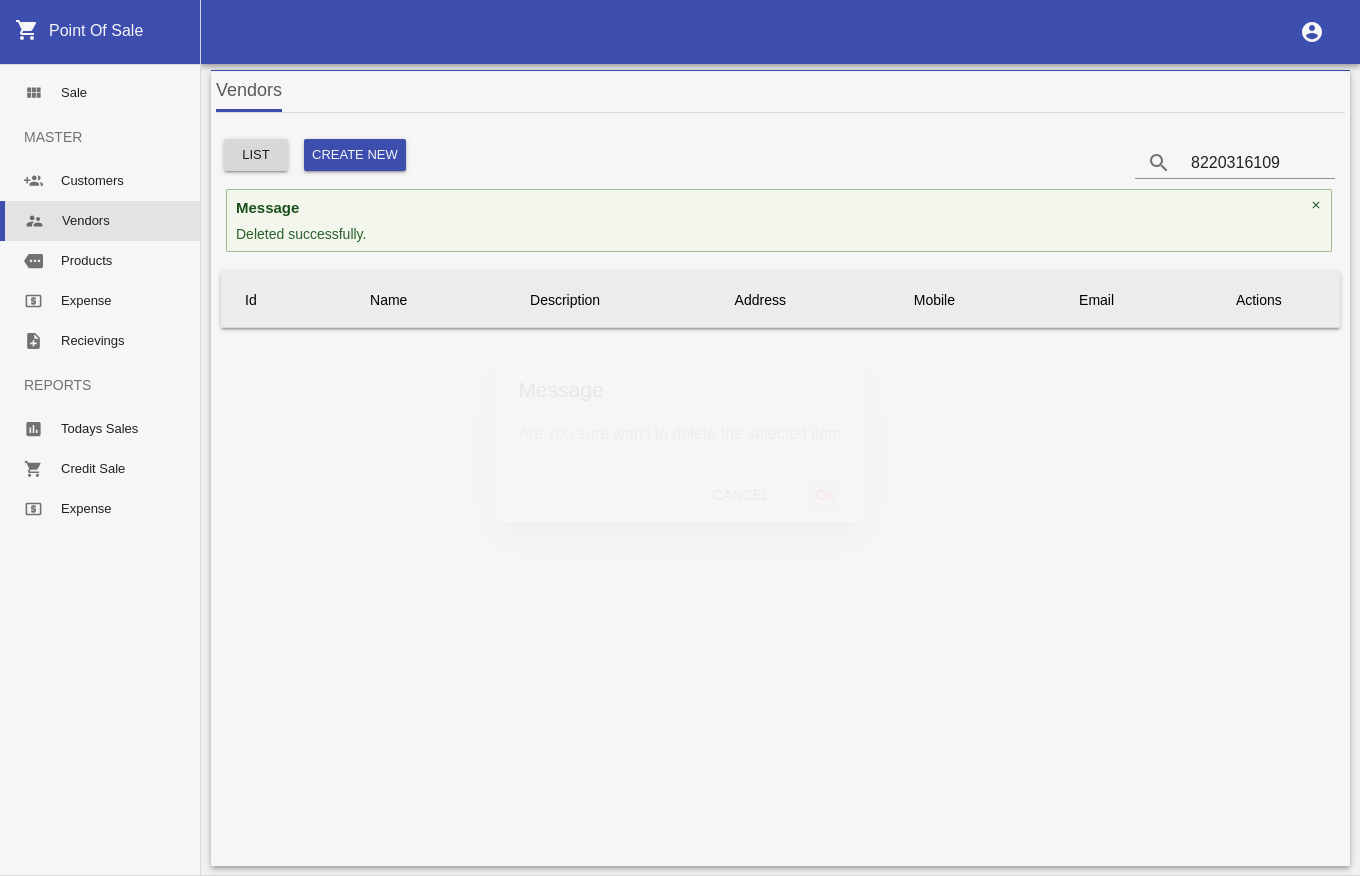 Point Of Sale
Sale
MASTER
Customers
Vendors
Products
Expense
Recievings
REPORTS
Todays Sales
Credit Sale
Expense
Vendors
LIST
CREATE NEW
8220316109
Message
×
Deleted successfully.
Id Name Description Address Mobile Email Actions
Message
Are you sure wan't to delete the selected item
CANCEL OK